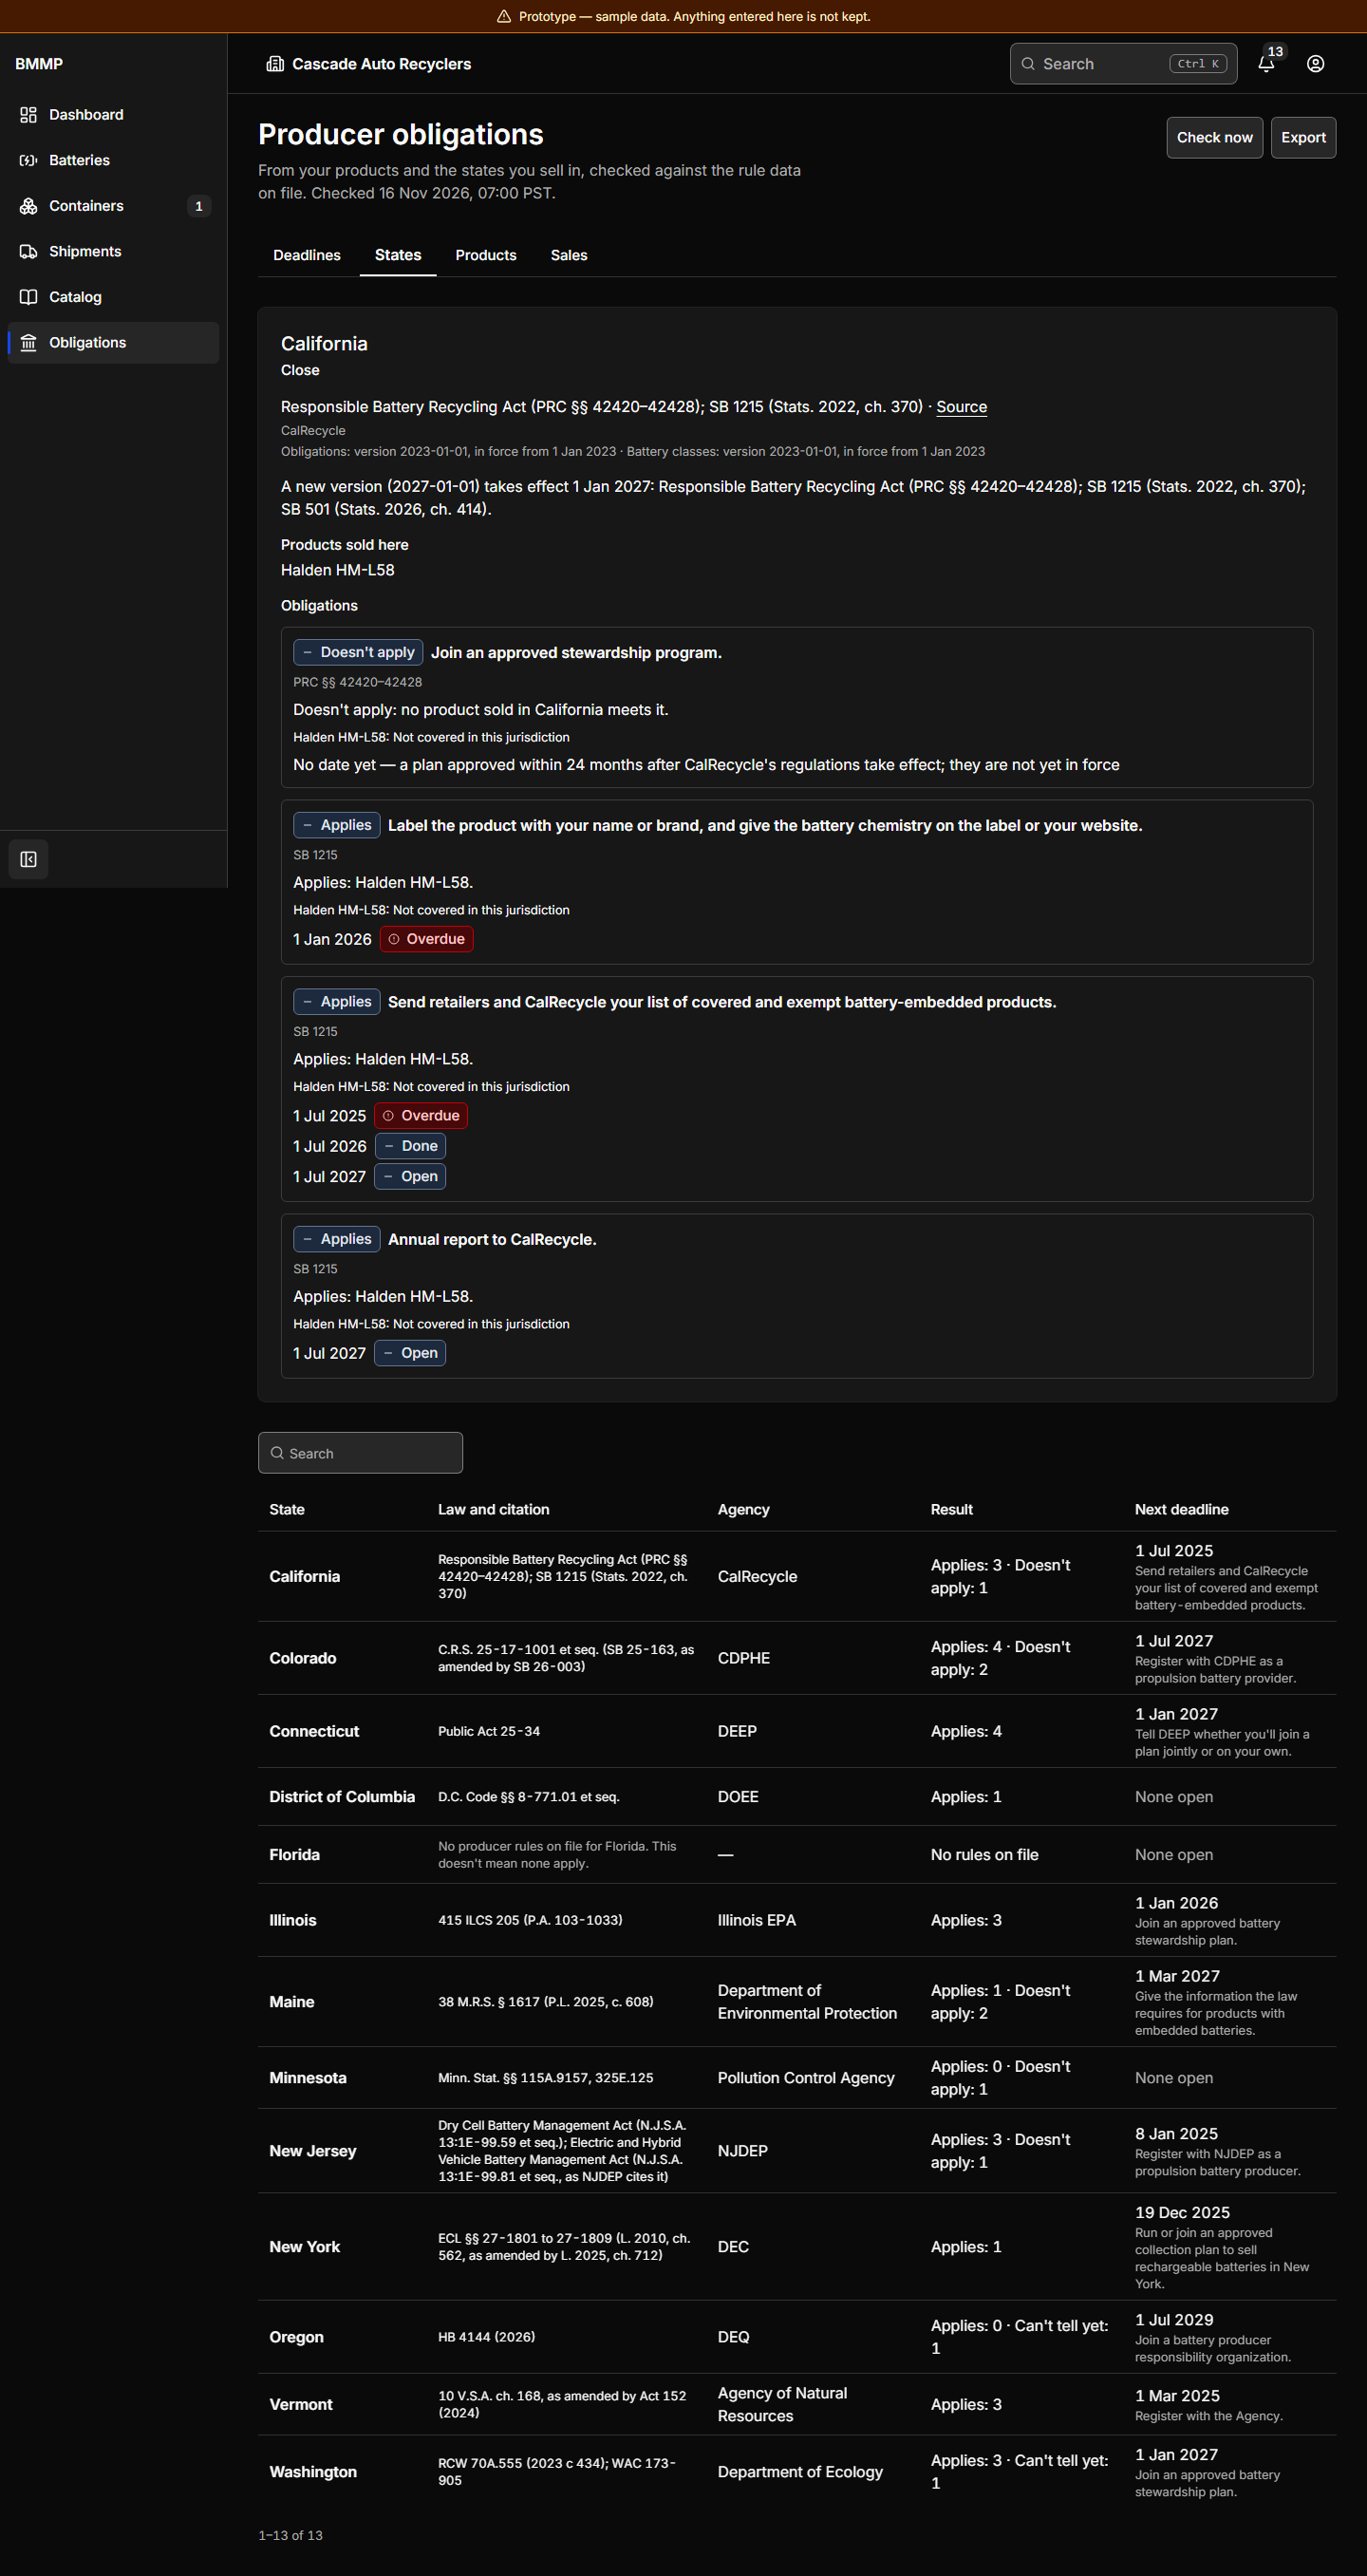 Prototype — sample data. Anything entered here is not kept.
BMMP
Cascade Auto Recyclers
Search
Ctrl K
13
Dashboard
Batteries
Containers
1
Shipments
Catalog
Obligations
Producer obligations
Check now
Export
From your products and the states you sell in, checked against the rule data
on file. Checked 16 Nov 2026, 07:00 PST.
Deadlines
States
Products
Sales
California
Close
Responsible Battery Recycling Act (PRC §§ 42420–42428); SB 1215 (Stats. 2022, ch. 370) · Source
CalRecycle
Obligations: version 2023-01-01, in force from 1 Jan 2023 · Battery classes: version 2023-01-01, in force from 1 Jan 2023
A new version (2027-01-01) takes effect 1 Jan 2027: Responsible Battery Recycling Act (PRC §§ 42420–42428); SB 1215 (Stats. 2022, ch. 370);
SB 501 (Stats. 2026, ch. 414).
Products sold here
Halden HM-L58
Obligations
– Doesn't apply Join an approved stewardship program.
PRC §§ 42420–42428
Doesn't apply: no product sold in California meets it.
Halden HM-L58: Not covered in this jurisdiction
No date yet — a plan approved within 24 months after CalRecycle's regulations take effect; they are not yet in force
– Applies Label the product with your name or brand, and give the battery chemistry on the label or your website.
SB 1215
Applies: Halden HM-L58.
Halden HM-L58: Not covered in this jurisdiction
1 Jan 2026 Overdue
– Applies Send retailers and CalRecycle your list of covered and exempt battery-embedded products.
SB 1215
Applies: Halden HM-L58.
Halden HM-L58: Not covered in this jurisdiction
1 Jul 2025 Overdue
1 Jul 2026 – Done
1 Jul 2027 – Open
– Applies Annual report to CalRecycle.
SB 1215
Applies: Halden HM-L58.
Halden HM-L58: Not covered in this jurisdiction
1 Jul 2027 – Open
Search
State
Law and citation
Agency
Result
Next deadline
California
Responsible Battery Recycling Act (PRC §§
42420–42428); SB 1215 (Stats. 2022, ch.
370)
CalRecycle
Applies: 3 · Doesn't
apply: 1
1 Jul 2025
Send retailers and CalRecycle
your list of covered and exempt
battery-embedded products.
Colorado
C.R.S. 25-17-1001 et seq. (SB 25-163, as
amended by SB 26-003)
CDPHE
Applies: 4 · Doesn't
apply: 2
1 Jul 2027
Register with CDPHE as a
propulsion battery provider.
Connecticut
Public Act 25-34
DEEP
Applies: 4
1 Jan 2027
Tell DEEP whether you'll join a
plan jointly or on your own.
District of Columbia
D.C. Code §§ 8-771.01 et seq.
DOEE
Applies: 1
None open
Florida
No producer rules on file for Florida. This
doesn't mean none apply.
—
No rules on file
None open
Illinois
415 ILCS 205 (P.A. 103-1033)
Illinois EPA
Applies: 3
1 Jan 2026
Join an approved battery
stewardship plan.
Maine
38 M.R.S. § 1617 (P.L. 2025, c. 608)
Department of
Environmental Protection
Applies: 1 · Doesn't
apply: 2
1 Mar 2027
Give the information the law
requires for products with
embedded batteries.
Minnesota
Minn. Stat. §§ 115A.9157, 325E.125
Pollution Control Agency
Applies: 0 · Doesn't
apply: 1
None open
New Jersey
Dry Cell Battery Management Act (N.J.S.A.
13:1E-99.59 et seq.); Electric and Hybrid
Vehicle Battery Management Act (N.J.S.A.
13:1E-99.81 et seq., as NJDEP cites it)
NJDEP
Applies: 3 · Doesn't
apply: 1
8 Jan 2025
Register with NJDEP as a
propulsion battery producer.
New York
ECL §§ 27-1801 to 27-1809 (L. 2010, ch.
562, as amended by L. 2025, ch. 712)
DEC
Applies: 1
19 Dec 2025
Run or join an approved
collection plan to sell
rechargeable batteries in New
York.
Oregon
HB 4144 (2026)
DEQ
Applies: 0 · Can't tell yet:
1
1 Jul 2029
Join a battery producer
responsibility organization.
Vermont
10 V.S.A. ch. 168, as amended by Act 152
(2024)
Agency of Natural
Resources
Applies: 3
1 Mar 2025
Register with the Agency.
Washington
RCW 70A.555 (2023 c 434); WAC 173-
905
Department of Ecology
Applies: 3 · Can't tell yet:
1
1 Jan 2027
Join an approved battery
stewardship plan.
1–13 of 13